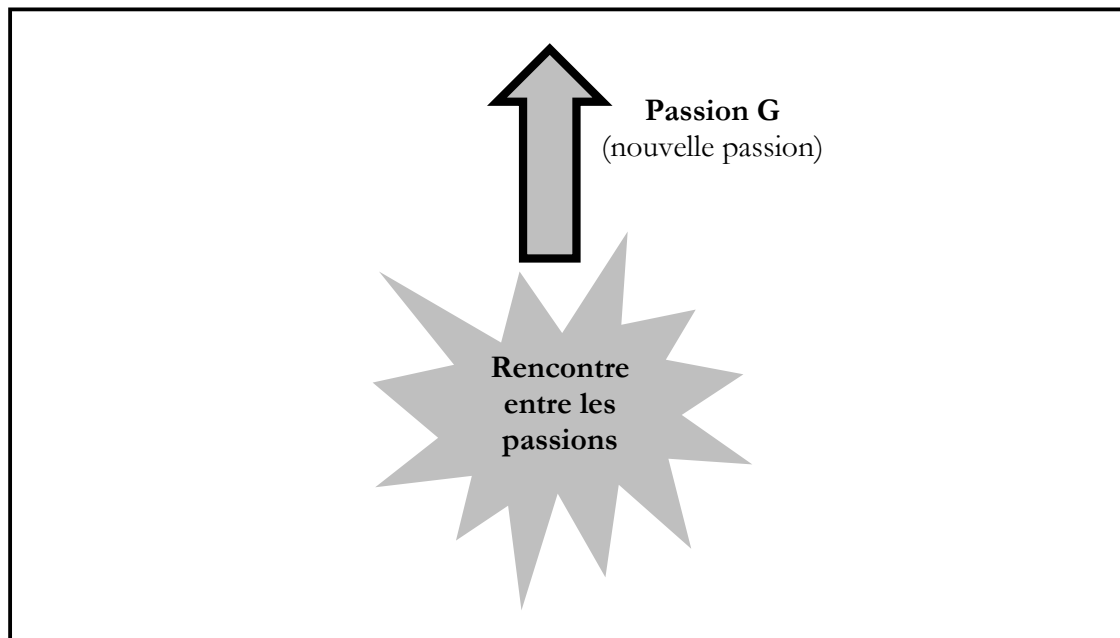 Passion G
(nouvelle passion)
Rencontre
entre les
passions